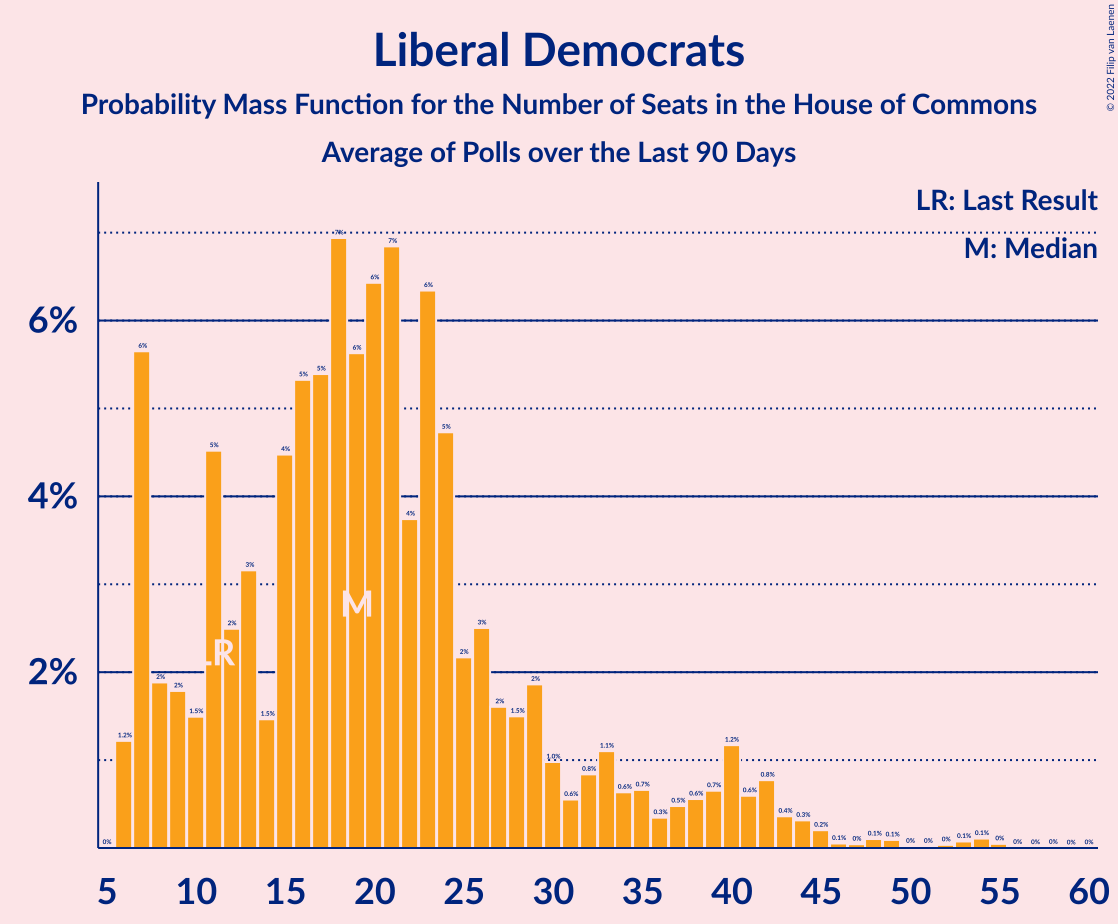 Liberal Democrats
Probability Mass Function for the Number of Seats in the House of Commons
Average of Polls over the Last 90 Days
© 2022 Filip van Laenen
LR: Last Result
M: Median
6%
4%
2%
0% 1.2% 6% 2% 2% 1.5% 5% 2% 3% 1.5% 4% 5% 5% 7% 6% 6% 7% 4% 6% 5% 2% 3% 2% 1.5% 2% 1.0% 0.6% 0.8% 1.1% 0.6% 0.7% 0.3% 0.5% 0.6% 0.7% 1.2% 0.6% 0.8% 0.4% 0.3% 0.2% 0.1% 0% 0.1% 0.1% 0% 0% 0% 0.1% 0.1% 0% 0% 0% 0% 0% 0%
LR
M
5 10 15 20 25 30 35 40 45 50 55 60